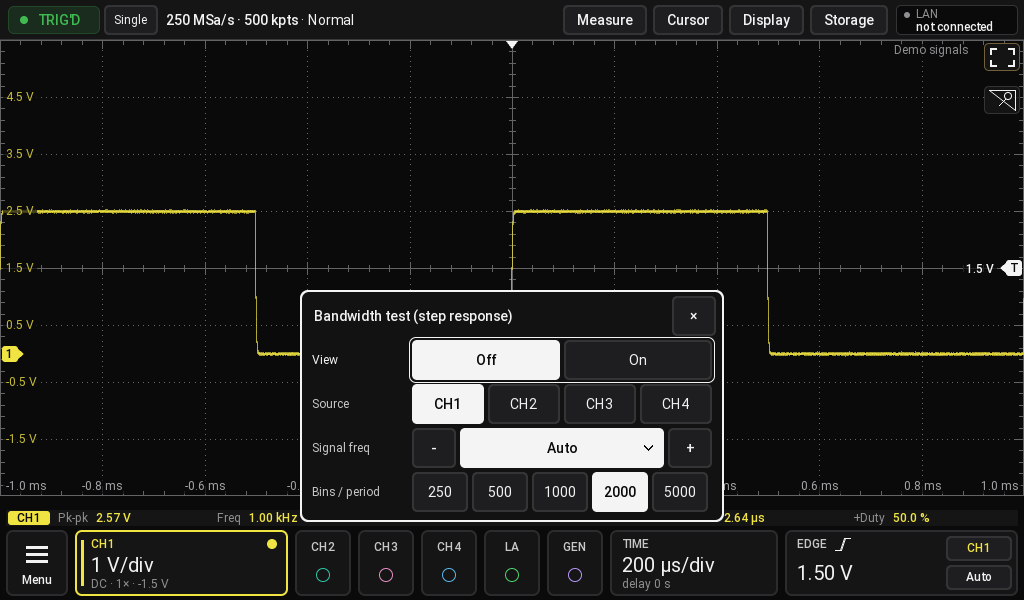 TRIG'D
Single
250 MSa/s · 500 kpts · Normal
Measure
Cursor
Display
Storage
LAN
not connected
Demo signals
4.5 V
3.5 V
2.5 V
1.5 V
1.5 V
T
0.5 V
1
-0.5 V
-1.5 V
Bandwidth test (step response)
×
View
Off
On
Source
CH1
CH2
CH3
CH4
Signal freq
-
Auto
+
Bins / period
250
500
1000
2000
5000
-1.0 ms
-0.8 ms
-0.6 ms
0.6 ms
0.8 ms
1.0 ms
CH1
Pk-pk 2.57 V
Freq 1.00 kHz
2.64 µs
+Duty 50.0 %
Menu
CH1
1 V/div
DC · 1× · -1.5 V
CH2
CH3
CH4
LA
GEN
TIME
200 µs/div
delay 0 s
EDGE
1.50 V
CH1
Auto